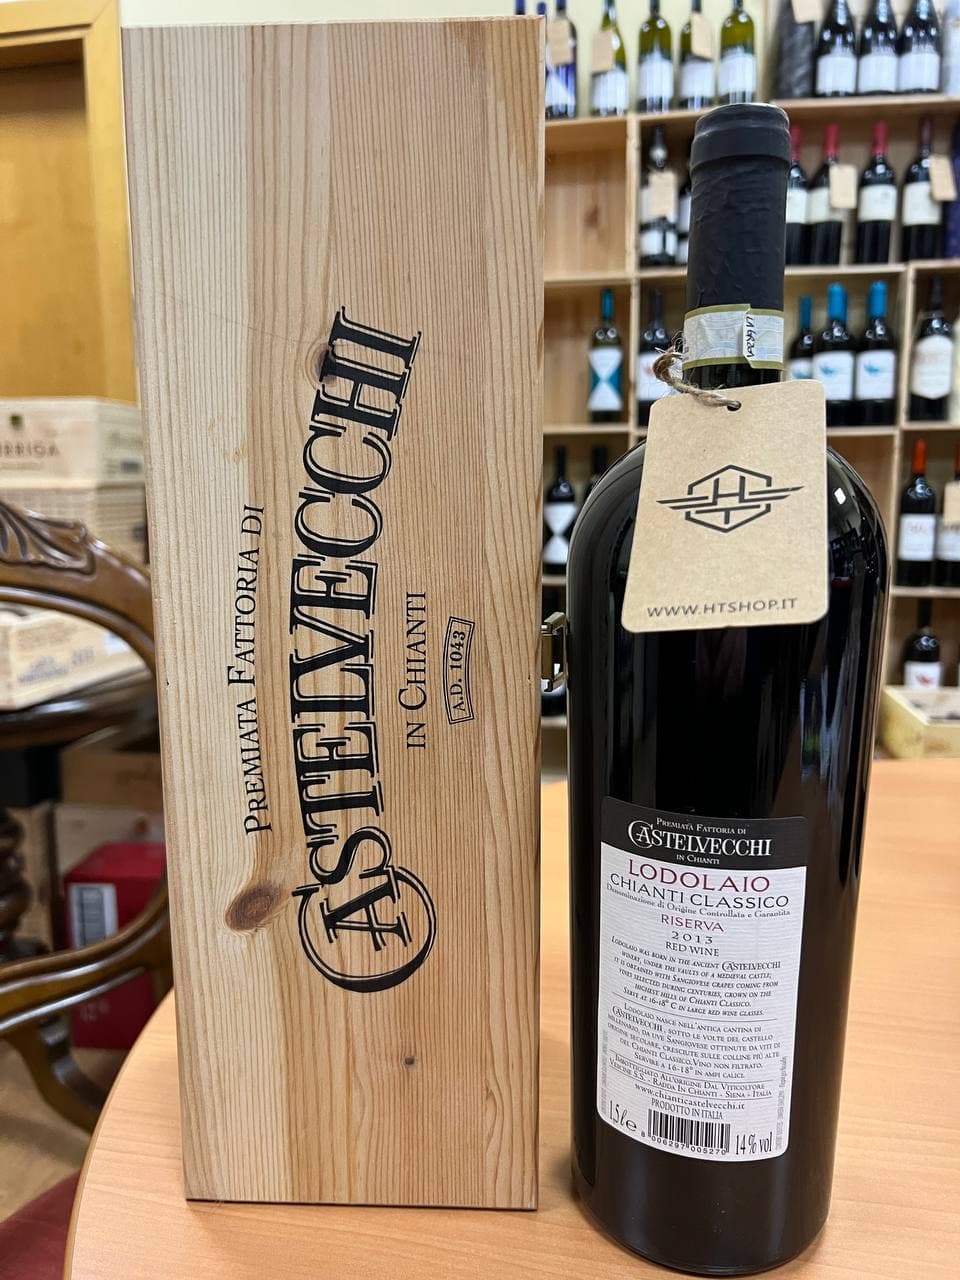 PREMIATA FATTORIA DI
CASTELVECCHI
IN CHIANTI
A.D. 1043
WWW.HTSHOP.IT
PREMIATA FATTORIA DI
CASTELVECCHI
IN CHIANTI
LODOLAIO
CHIANTI CLASSICO
Denominazione di Origine Controllata e Garantita
RISERVA
2013
RED WINE
LODOLAIO WAS BORN IN THE ANCIENT CASTELVECCHI
WINERY, UNDER THE VAULTS OF A MEDIEVAL CASTLE;
IT IS OBTAINED WITH SANGIOVESE GRAPES COMING FROM
VINES SELECTED DURING CENTURIES, GROWN ON THE
HIGHEST HILLS OF CHIANTI CLASSICO.
SERVE AT 16-18° C IN LARGE RED WINE GLASSES.
LODOLAIO NASCE NELL'ANTICA CANTINA DI
CASTELVECCHI, SOTTO LE VOLTE DEL CASTELLO
MILLENARIO, DA UVE SANGIOVESE OTTENUTE DA VITI DI
ORIGINE SECOLARE, CRESCIUTE SULLE COLLINE PIÙ ALTE
DEL CHIANTI CLASSICO. VINO NON FILTRATO.
SERVIRE A 16-18° IN AMPI CALICI.
IMBOTTIGLIATO ALL'ORIGINE DAL VITICOLTORE
VESCINE S.S. - RADDA IN CHIANTI - SIENA - ITALIA
www.chianticastelvecchi.it
PRODOTTO IN ITALIA
1,5 l e
8 006297 005270
14% vol